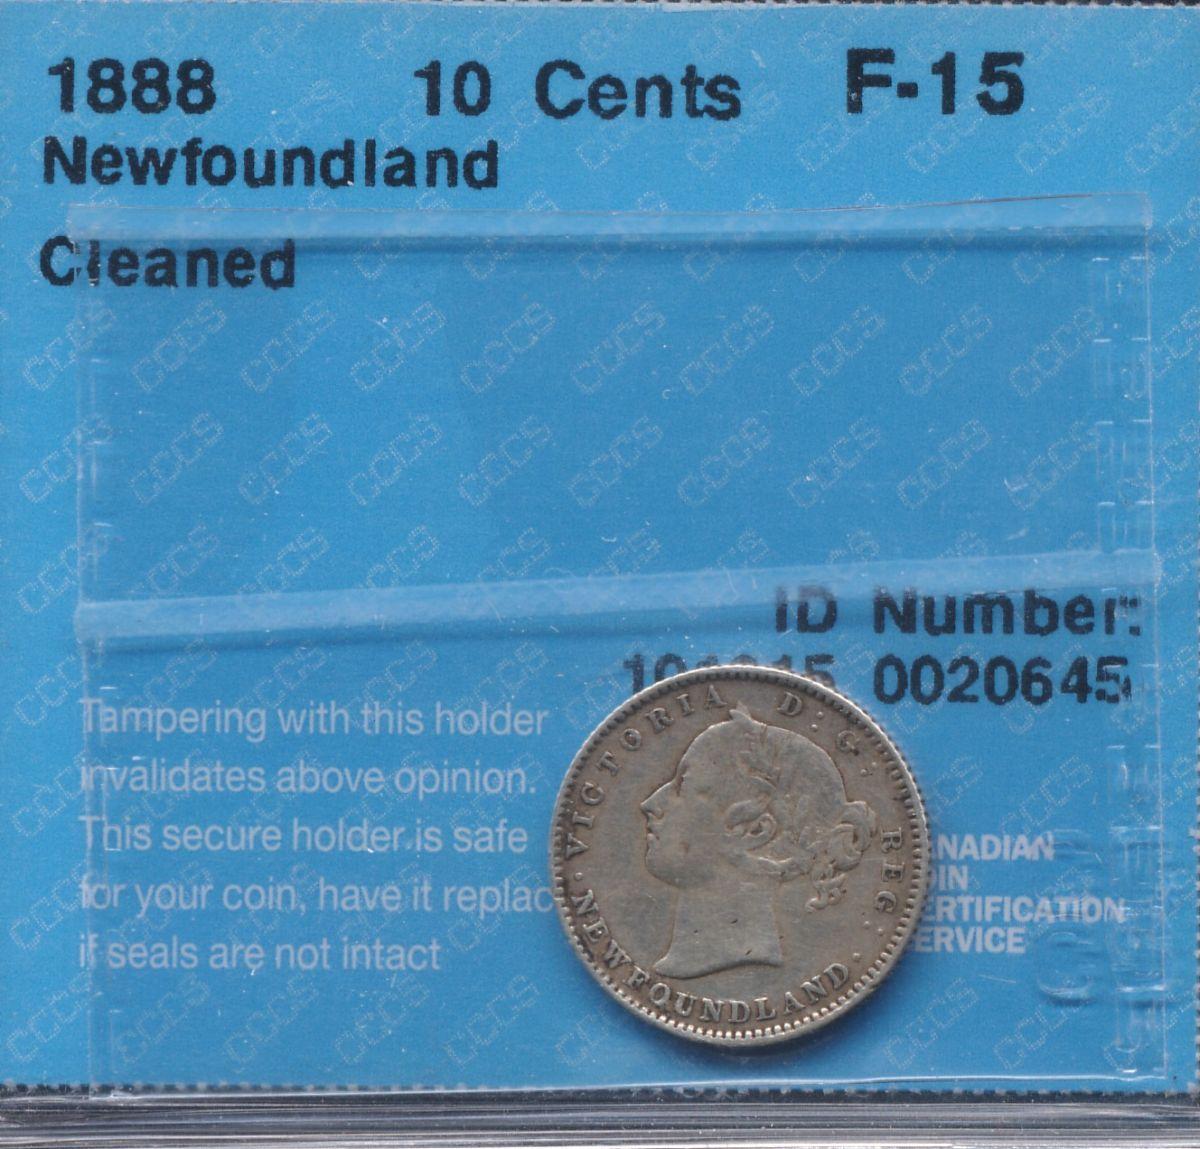 1888 10 Cents F-15
Newfoundland
Cleaned
ID Number:
0020645
Tampering with this holder
invalidates above opinion.
This secure holder is safe
for your coin, have it replac
if seals are not intact
NADIAN
OIN
ERTIFICATION
ERVICE
VICTORIA D: G: REG:
· NEWFOUNDLAND ·
CCCS